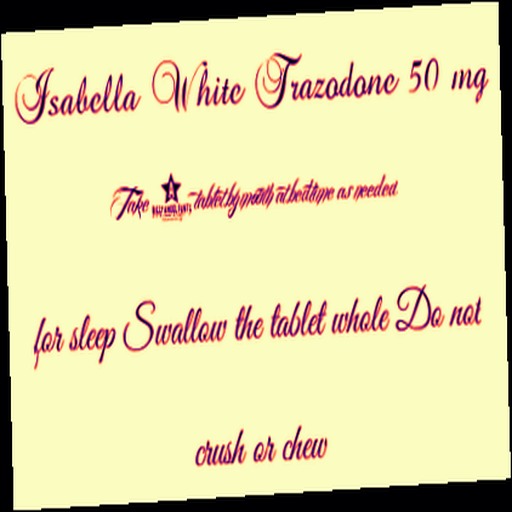 Isabella White Trazodone 50 mg
Take tablet by mouth at bedtime as needed
for sleep Swallow the tablet whole Do not
crush or chew